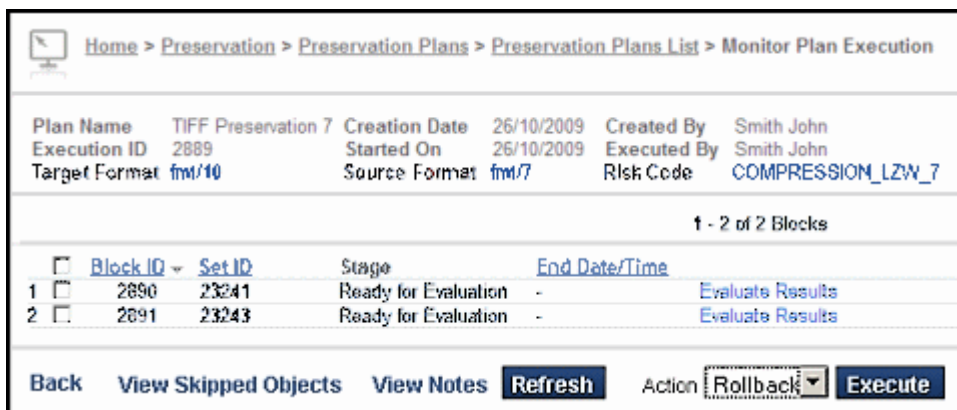 Home > Preservation > Preservation Plans > Preservation Plans List > Monitor Plan Execution
Plan Name TIFF Preservation 7 Creation Date 26/10/2009 Created By Smith John
Execution ID 2889 Started On 26/10/2009 Executed By Smith John
Target Format fmt/10 Source Format fmt/7 Risk Code COMPRESSION_LZW_7
1 - 2 of 2 Blocks
Block ID Set ID Stage End Date/Time
1 2890 23241 Ready for Evaluation - Evaluate Results
2 2891 23243 Ready for Evaluation - Evaluate Results
Back View Skipped Objects View Notes Refresh Action Rollback Execute